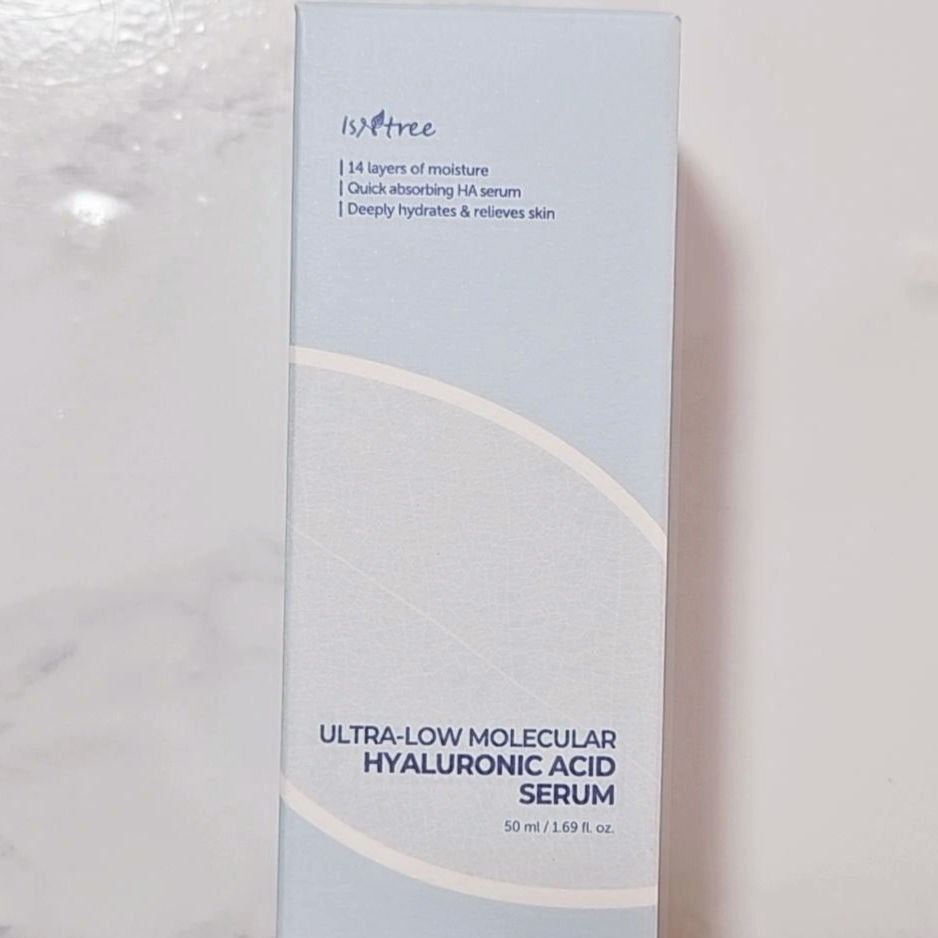 Isntree
14 layers of moisture
Quick absorbing HA serum
Deeply hydrates & relieves skin
ULTRA-LOW MOLECULAR
HYALURONIC ACID
SERUM
50 ml / 1.69 fl. oz.